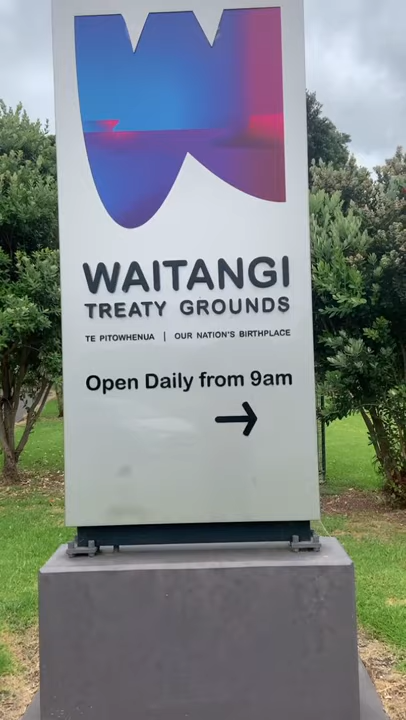 WAITANGI
TREATY GROUNDS
TE PITOWHENUA | OUR NATION'S BIRTHPLACE
Open Daily from 9am